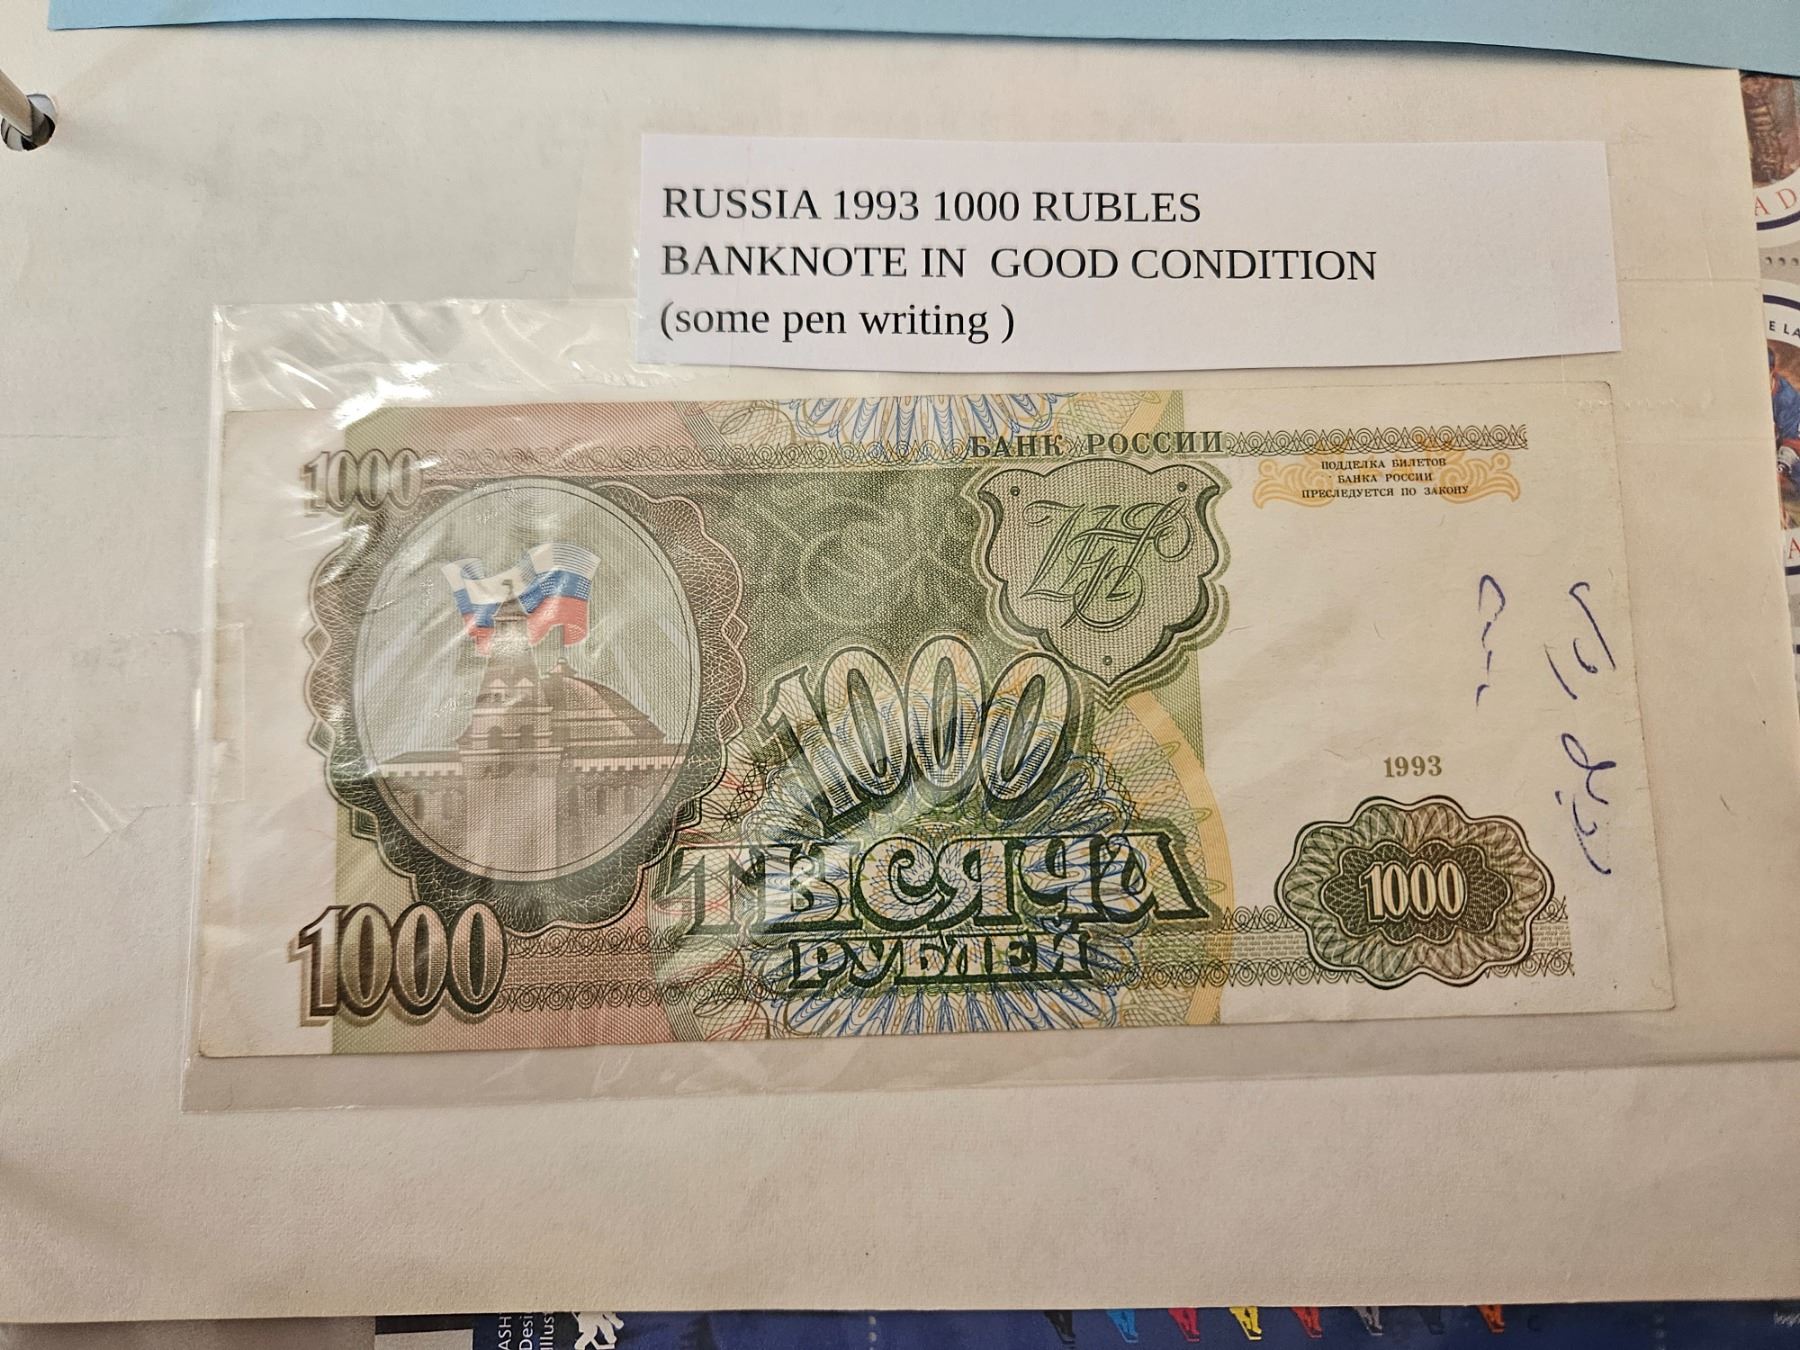 RUSSIA 1993 1000 RUBLES
BANKNOTE IN GOOD CONDITION
(some pen writing )
БАНК РОССИИ
1000
ПОДДЕЛКА БИЛЕТОВ
БАНКА РОССИИ
ПРЕСЛЕДУЕТСЯ ПО ЗАКОНУ
1000
1993
ТЫСЯЧА
РУБЛЕЙ
1000
1000